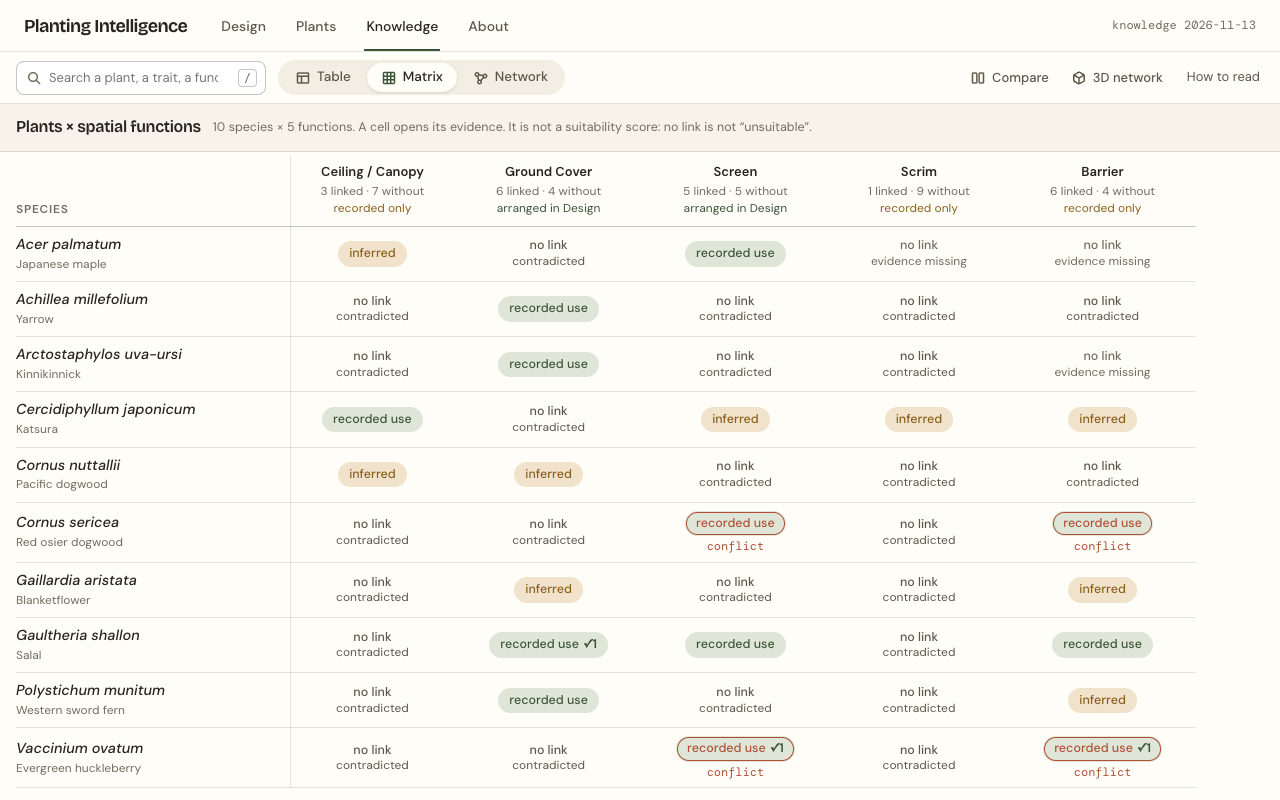 Planting Intelligence Design Plants Knowledge About knowledge 2026-11-13
Search a plant, a trait, a func / Table Matrix Network Compare 3D network How to read
Plants × spatial functions 10 species × 5 functions. A cell opens its evidence. It is not a suitability score: no link is not “unsuitable”.
Ceiling / Canopy Ground Cover Screen Scrim Barrier
3 linked · 7 without 6 linked · 4 without 5 linked · 5 without 1 linked · 9 without 6 linked · 4 without
SPECIES recorded only arranged in Design arranged in Design recorded only recorded only
Acer palmatum inferred no link recorded use no link no link
Japanese maple contradicted evidence missing evidence missing
Achillea millefolium no link recorded use no link no link no link
Yarrow contradicted contradicted contradicted contradicted
Arctostaphylos uva-ursi no link recorded use no link no link no link
Kinnikinnick contradicted contradicted contradicted evidence missing
Cercidiphyllum japonicum recorded use no link inferred inferred inferred
Katsura contradicted
Cornus nuttallii inferred inferred no link no link no link
Pacific dogwood contradicted contradicted contradicted
Cornus sericea no link no link recorded use no link recorded use
Red osier dogwood contradicted contradicted conflict contradicted conflict
Gaillardia aristata no link inferred no link no link inferred
Blanketflower contradicted contradicted contradicted
Gaultheria shallon no link recorded use ✓1 recorded use no link recorded use
Salal contradicted contradicted
Polystichum munitum no link recorded use no link no link inferred
Western sword fern contradicted contradicted contradicted
Vaccinium ovatum no link no link recorded use ✓1 no link recorded use ✓1
Evergreen huckleberry contradicted contradicted conflict contradicted conflict